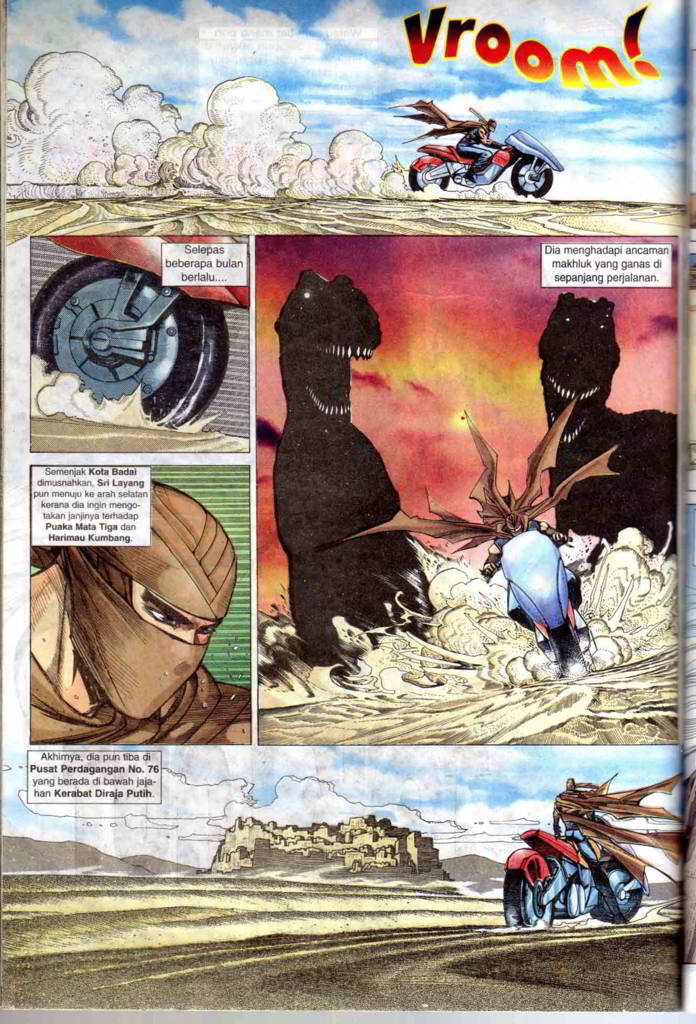 Vroom!
Selepas
beberapa bulan
berlalu....
Dia menghadapi ancaman
makhluk yang ganas di
sepanjang perjalanan.
Semenjak Kota Badai
dimusnahkan, Sri Layang
pun menuju ke arah selatan
kerana dia ingin mengo-
takan janjinya terhadap
Puaka Mata Tiga dan
Harimau Kumbang.
Akhirnya, dia pun tiba di
Pusat Perdagangan No. 76
yang berada di bawah jaja-
han Kerabat Diraja Putih.